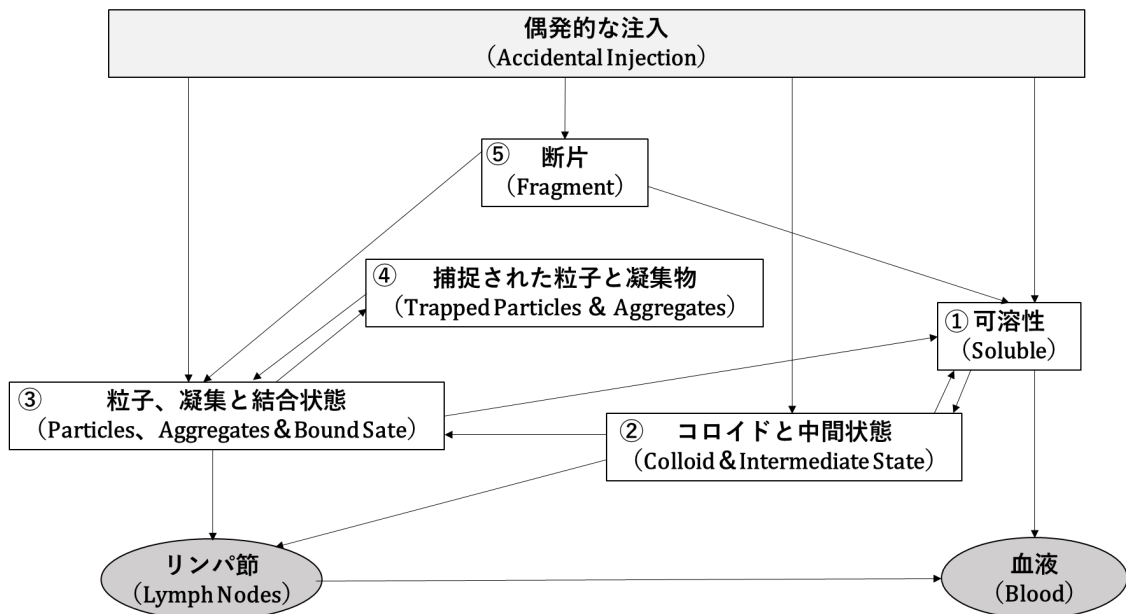 偶発的な注入
（Accidental Injection）
⑤ 断片
（Fragment）
④ 捕捉された粒子と凝集物
（Trapped Particles & Aggregates）
① 可溶性
（Soluble）
③ 粒子、凝集と結合状態
（Particles、Aggregates＆Bound Sate）
② コロイドと中間状態
（Colloid＆Intermediate State）
リンパ節
（Lymph Nodes）
血液
（Blood）